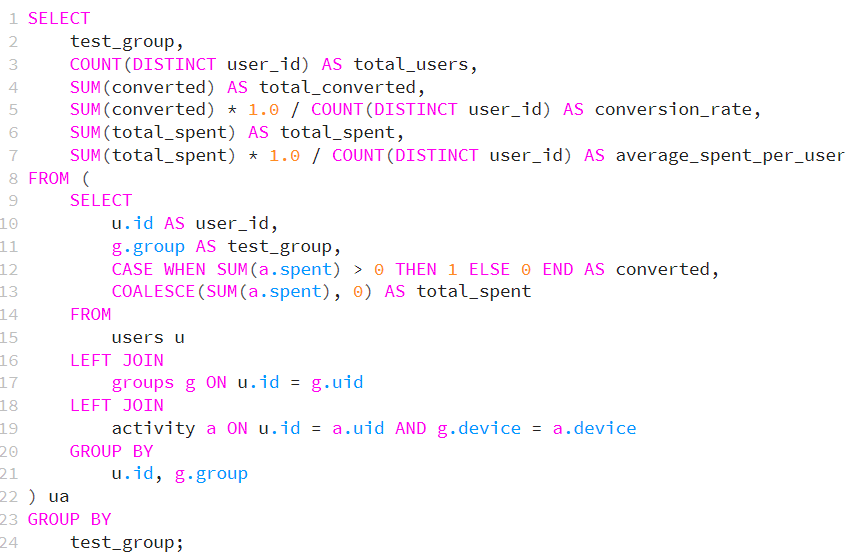 1 SELECT
2     test_group,
3     COUNT(DISTINCT user_id) AS total_users,
4     SUM(converted) AS total_converted,
5     SUM(converted) * 1.0 / COUNT(DISTINCT user_id) AS conversion_rate,
6     SUM(total_spent) AS total_spent,
7     SUM(total_spent) * 1.0 / COUNT(DISTINCT user_id) AS average_spent_per_user
8 FROM (
9     SELECT
10         u.id AS user_id,
11         g.group AS test_group,
12         CASE WHEN SUM(a.spent) > 0 THEN 1 ELSE 0 END AS converted,
13         COALESCE(SUM(a.spent), 0) AS total_spent
14     FROM
15         users u
16     LEFT JOIN
17         groups g ON u.id = g.uid
18     LEFT JOIN
19         activity a ON u.id = a.uid AND g.device = a.device
20     GROUP BY
21         u.id, g.group
22 ) ua
23 GROUP BY
24     test_group;